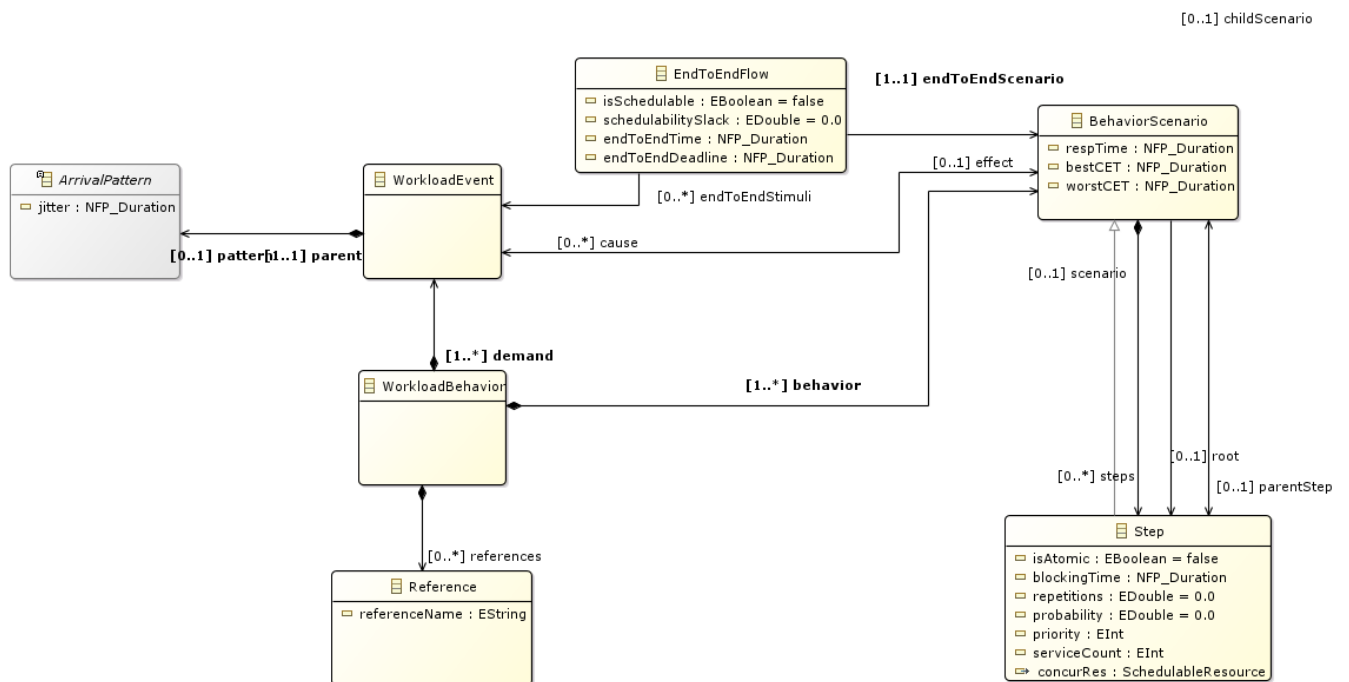 [0..1] childScenario
EndToEndFlow
isSchedulable : EBoolean = false
schedulabilitySlack : EDouble = 0.0
endToEndTime : NFP_Duration
endToEndDeadline : NFP_Duration
[1..1] endToEndScenario
BehaviorScenario
respTime : NFP_Duration
bestCET : NFP_Duration
worstCET : NFP_Duration
[0..1] effect
[0..*] endToEndStimuli
ArrivalPattern
jitter : NFP_Duration
WorkloadEvent
[0..*] cause
[0..1] pattern
[1..1] parent
[0..1] scenario
[1..*] demand
WorkloadBehavior
[1..*] behavior
[0..1] root
[0..*] steps
[0..1] parentStep
[0..*] references
Reference
referenceName : EString
Step
isAtomic : EBoolean = false
blockingTime : NFP_Duration
repetitions : EDouble = 0.0
probability : EDouble = 0.0
priority : EInt
serviceCount : EInt
concurRes : SchedulableResource